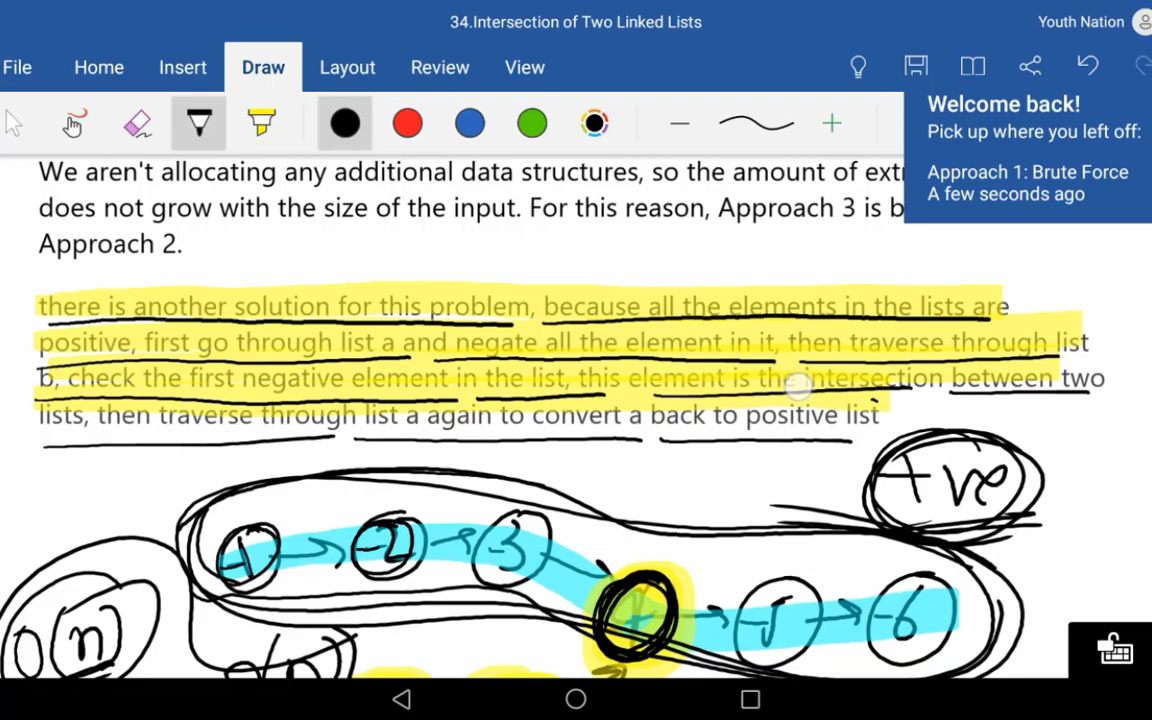 34.Intersection of Two Linked Lists
Youth Nation
File Home Insert Draw Layout Review View
Welcome back!
Pick up where you left off:
Approach 1: Brute Force
A few seconds ago
We aren't allocating any additional data structures, so the amount of
does not grow with the size of the input. For this reason, Approach 3 is
Approach 2.
there is another solution for this problem, because all the elements in the lists are
positive, first go through list a and negate all the element in it, then traverse through list
b, check the first negative element in the list, this element is the intersection between two
lists, then traverse through list a again to convert a back to positive list
+ve
-1 -2 -3
-5 -6
O(n)